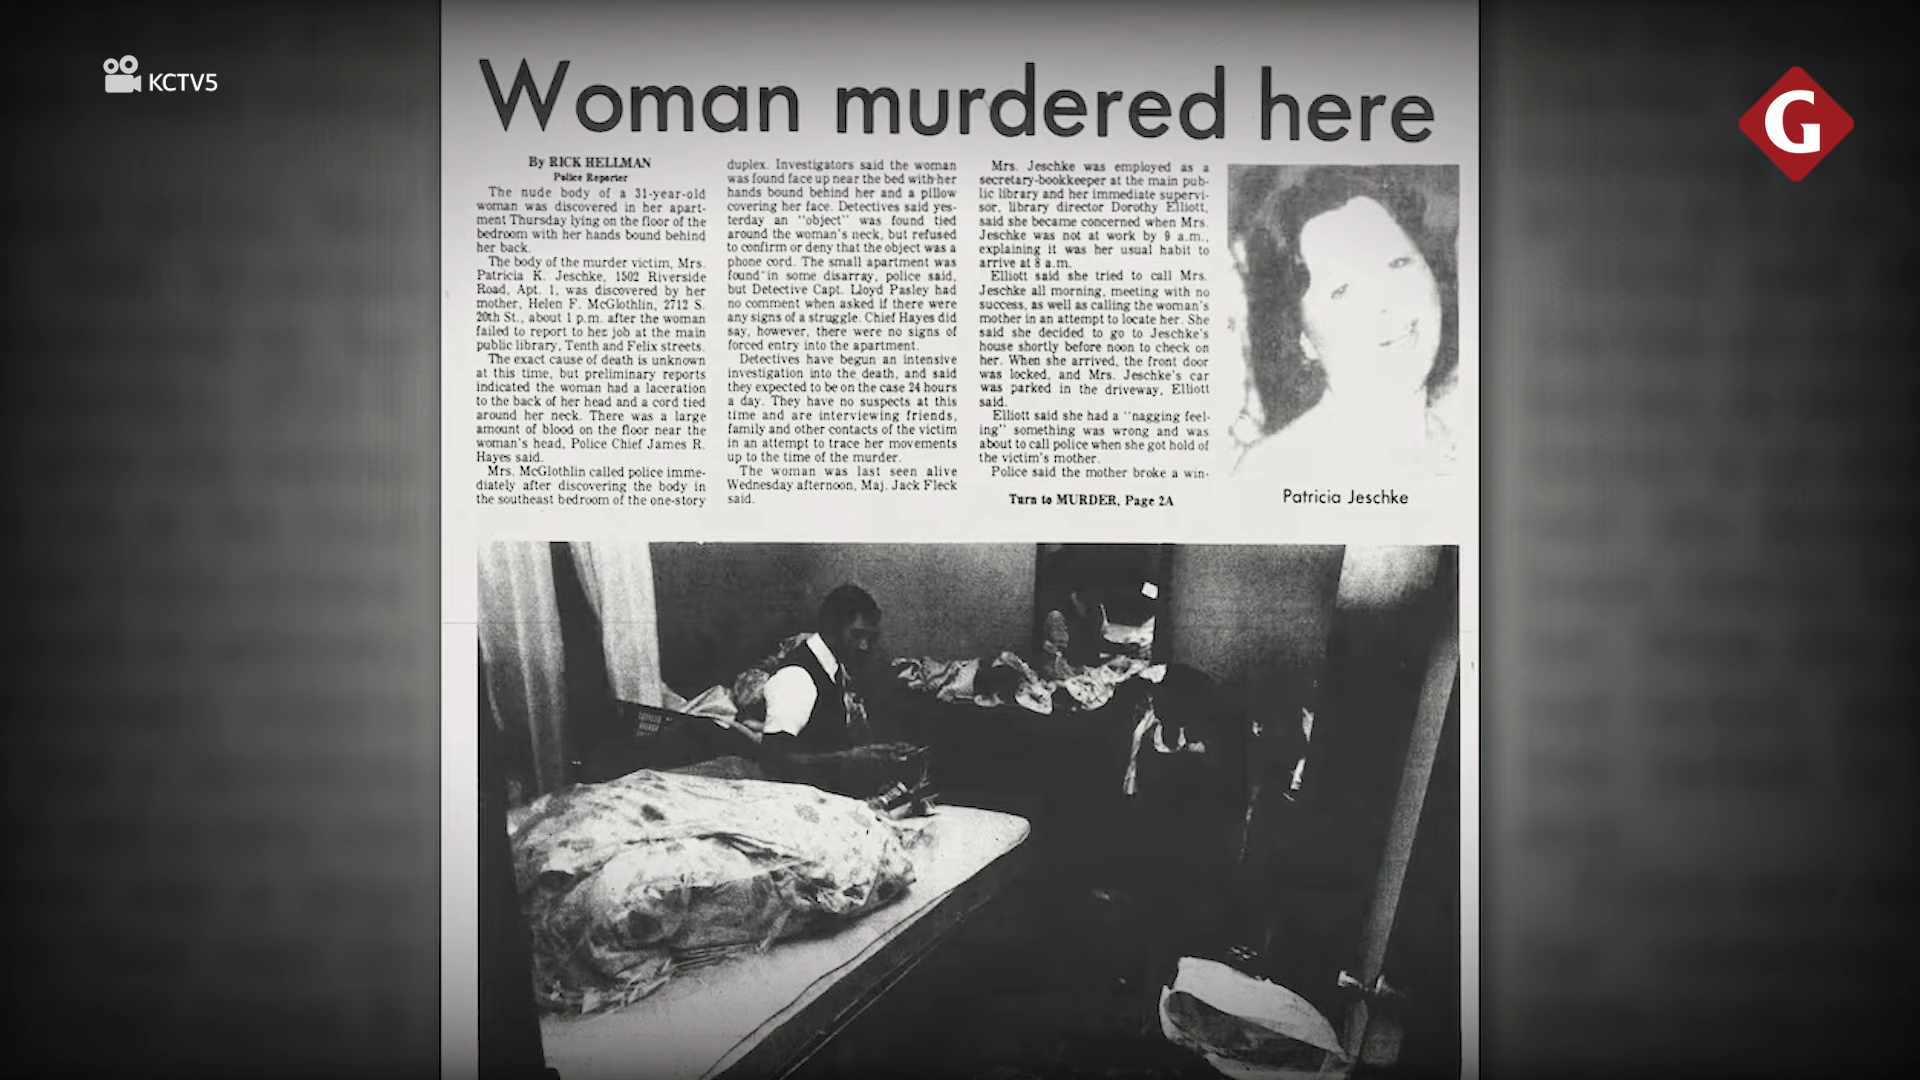 KCTV5
G
Woman murdered here
By RICK HELLMAN
Police Reporter
The nude body of a 31-year-old
woman was discovered in her apart-
ment Thursday lying on the floor of the
bedroom with her hands bound behind
her back.
The body of the murder victim, Mrs.
Patricia K. Jeschke, 1502 Riverside
Road, Apt. 1, was discovered by her
mother, Helen F. McGlothlin, 2712 S.
20th St., about 1 p.m. after the woman
failed to report to her job at the main
public library, Tenth and Felix streets.
The exact cause of death is unknown
at this time, but preliminary reports
indicated the woman had a laceration
to the back of her head and a cord tied
around her neck. There was a large
amount of blood on the floor near the
woman's head, Police Chief James R.
Hayes said.
Mrs. McGlothlin called police imme-
diately after discovering the body in
the southeast bedroom of the one-story
duplex. Investigators said the woman
was found face up near the bed with her
hands bound behind her and a pillow
covering her face. Detectives said yes-
terday an "object" was found tied
around the woman's neck, but refused
to confirm or deny that the object was a
phone cord. The small apartment was
found in some disarray, police said,
but Detective Capt. Lloyd Pasley had
no comment when asked if there were
any signs of a struggle. Chief Hayes did
say, however, there were no signs of
forced entry into the apartment.
Detectives have begun an intensive
investigation into the death, and said
they expected to be on the case 24 hours
a day. They have no suspects at this
time and are interviewing friends,
family and other contacts of the victim
in an attempt to trace her movements
up to the time of the murder.
The woman was last seen alive
Wednesday afternoon, Maj. Jack Fleck
said.
Mrs. Jeschke was employed as a
secretary-bookkeeper at the main pub-
lic library and her immediate supervi-
sor, library director Dorothy Elliott,
said she became concerned when Mrs.
Jeschke was not at work by 9 a.m.,
explaining it was her usual habit to
arrive at 8 a.m.
Elliott said she tried to call Mrs.
Jeschke all morning, meeting with no
success, as well as calling the woman's
mother in an attempt to locate her. She
said she decided to go to Jeschke's
house shortly before noon to check on
her. When she arrived, the front door
was locked, and Mrs. Jeschke's car
was parked in the driveway, Elliott
said.
Elliott said she had a "nagging feel-
ing" something was wrong and was
about to call police when she got hold of
the victim's mother.
Police said the mother broke a win-
Turn to MURDER, Page 2A
Patricia Jeschke